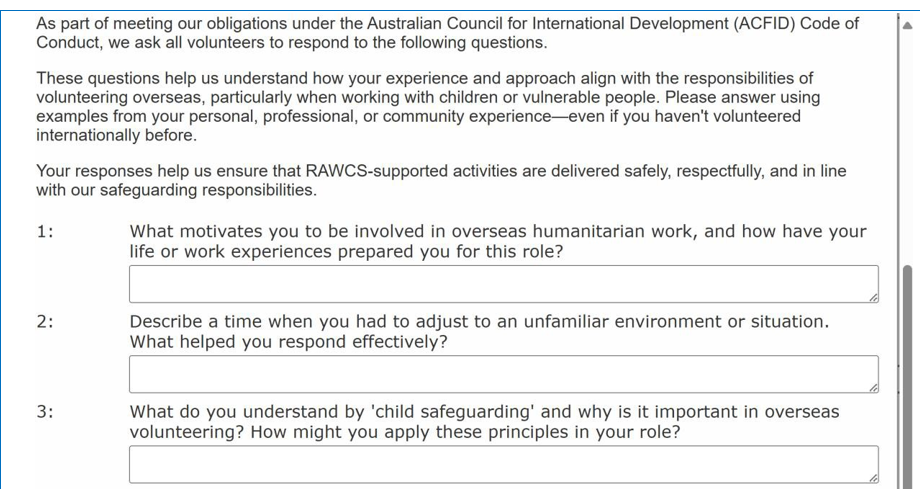 As part of meeting our obligations under the Australian Council for International Development (ACFID) Code of
Conduct, we ask all volunteers to respond to the following questions.
These questions help us understand how your experience and approach align with the responsibilities of
volunteering overseas, particularly when working with children or vulnerable people. Please answer using
examples from your personal, professional, or community experience—even if you haven't volunteered
internationally before.
Your responses help us ensure that RAWCS-supported activities are delivered safely, respectfully, and in line
with our safeguarding responsibilities.
1: What motivates you to be involved in overseas humanitarian work, and how have your
life or work experiences prepared you for this role?
2: Describe a time when you had to adjust to an unfamiliar environment or situation.
What helped you respond effectively?
3: What do you understand by 'child safeguarding' and why is it important in overseas
volunteering? How might you apply these principles in your role?